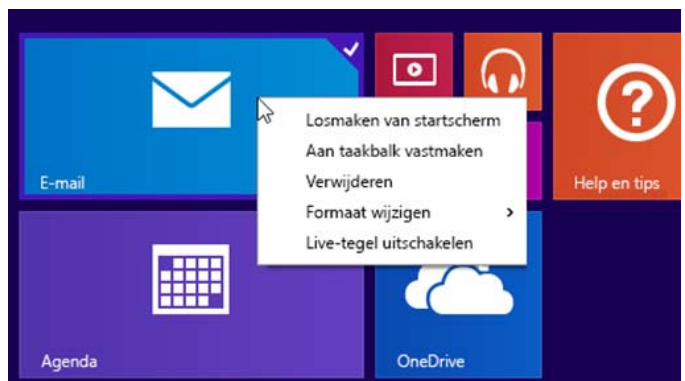 Losmaken van startscherm
Aan taakbalk vastmaken
E-mail
Verwijderen
Help en tips
Formaat wijzigen
Live-tegel uitschakelen
Agenda
OneDrive